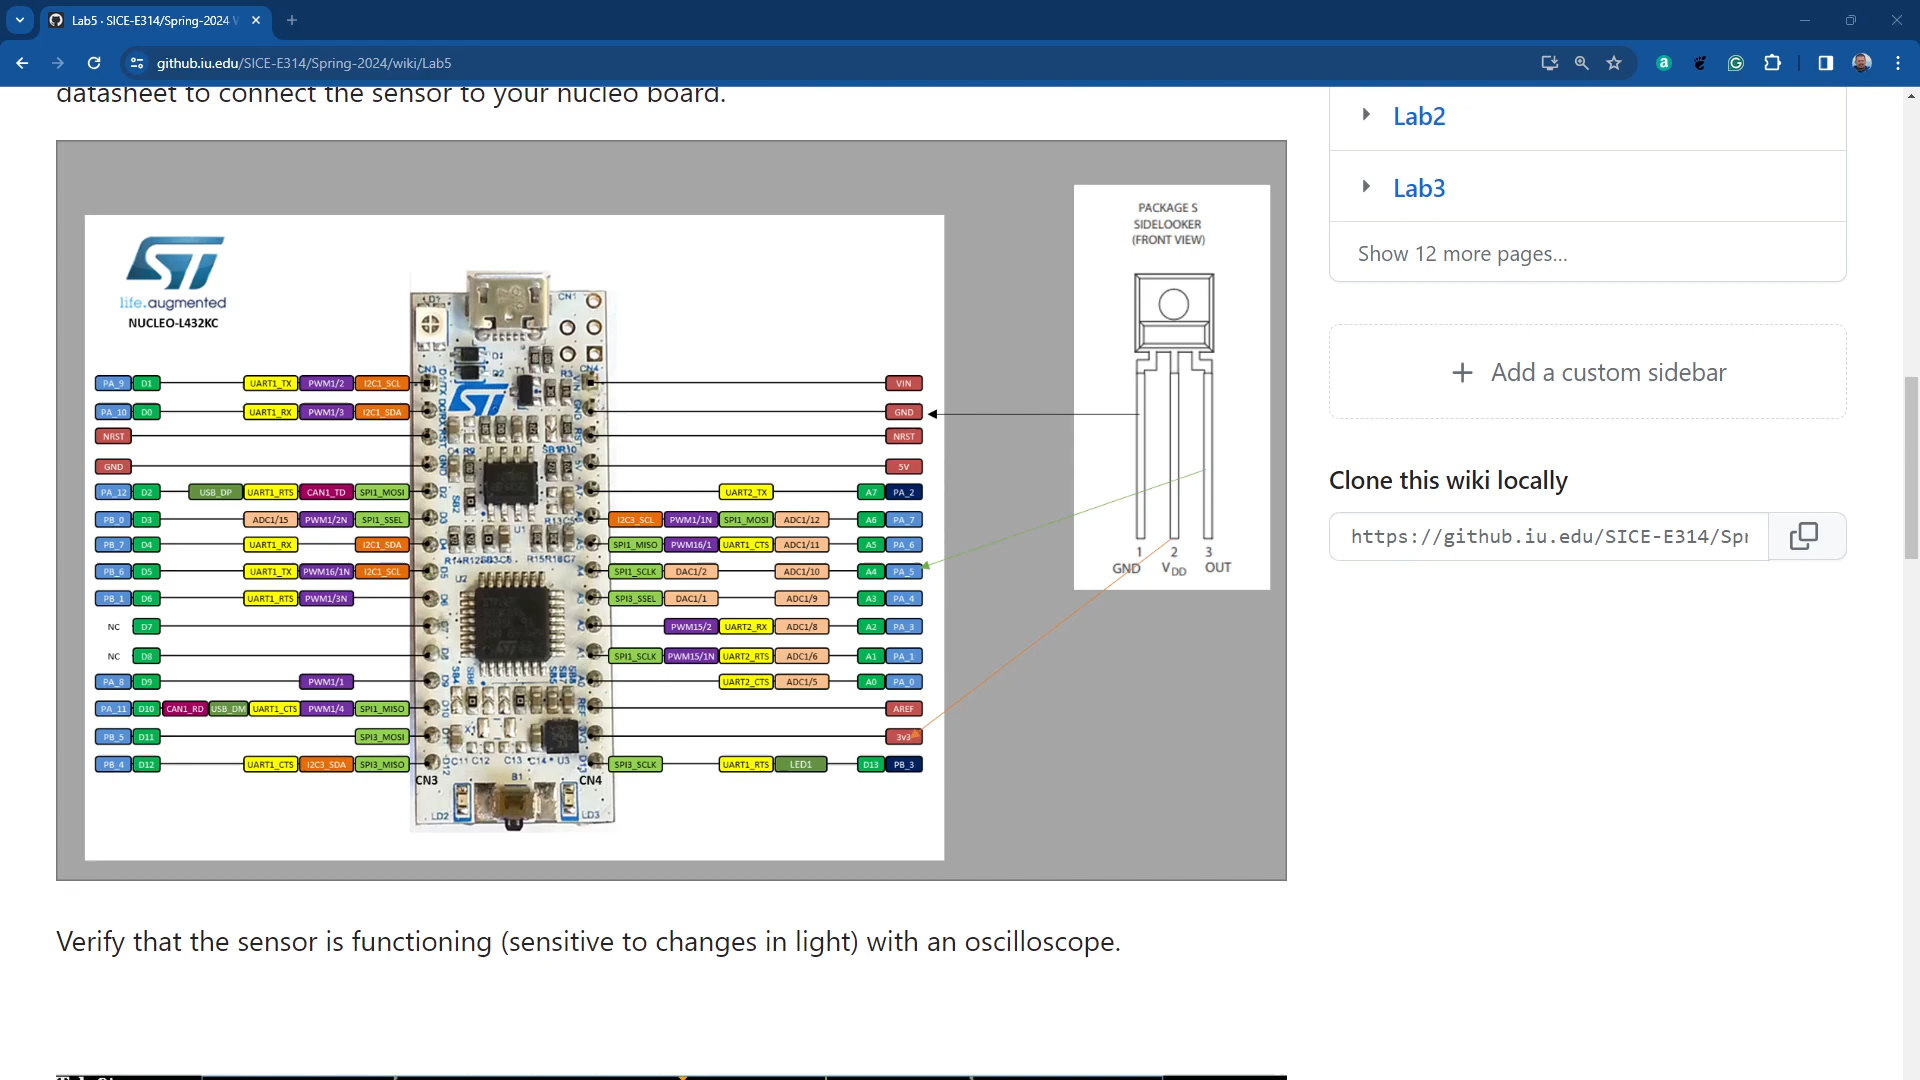 Lab5 · SICE-E314/Spring-2024 W
github.iu.edu/SICE-E314/Spring-2024/wiki/Lab5
datasheet to connect the sensor to your nucleo board.
Lab2
Lab3
Show 12 more pages...
Add a custom sidebar
Clone this wiki locally
https://github.iu.edu/SICE-E314/Spr
life.augmented
NUCLEO-L432KC
PACKAGE S
SIDELOOKER
(FRONT VIEW)
PA_9 D1 UART1_TX PWM1/2 I2C1_SCL VIN
PA_10 D0 UART1_RX PWM1/3 I2C1_SDA GND
NRST NRST
GND 5V
PA_12 D2 USB_DP UART1_RTS CAN1_TD SPI1_MOSI UART2_TX A7 PA_2
PB_0 D3 ADC1/15 PWM1/2N SPI1_SSEL I2C3_SCL PWM1/1N SPI1_MOSI ADC1/12 A6 PA_7
PB_7 D4 UART1_RX I2C1_SDA SPI1_MISO PWM16/1 UART1_CTS ADC1/11 A5 PA_6
PB_6 D5 UART1_TX PWM16/1N I2C1_SCL SPI1_SCLK DAC1/2 ADC1/10 A4 PA_5
PB_1 D6 UART1_RTS PWM1/3N SPI3_SSEL DAC1/1 ADC1/9 A3 PA_4
NC D7 PWM15/2 UART2_RX ADC1/8 A2 PA_3
NC D8 SPI1_SCLK PWM15/1N UART2_RTS ADC1/6 A1 PA_1
PA_8 D9 PWM1/1 UART2_CTS ADC1/5 A0 PA_0
PA_11 D10 CAN1_RD USB_DM UART1_CTS PWM1/4 SPI1_MISO AREF
PB_5 D11 SPI3_MOSI 3v3
PB_4 D12 UART1_CTS I2C3_SDA SPI3_MISO SPI3_SCLK UART1_RTS LED1 D13 PB_3
CN3 CN4
CN1
B1
LD2 LD3
1 2 3
GND VDD OUT
Verify that the sensor is functioning (sensitive to changes in light) with an oscilloscope.